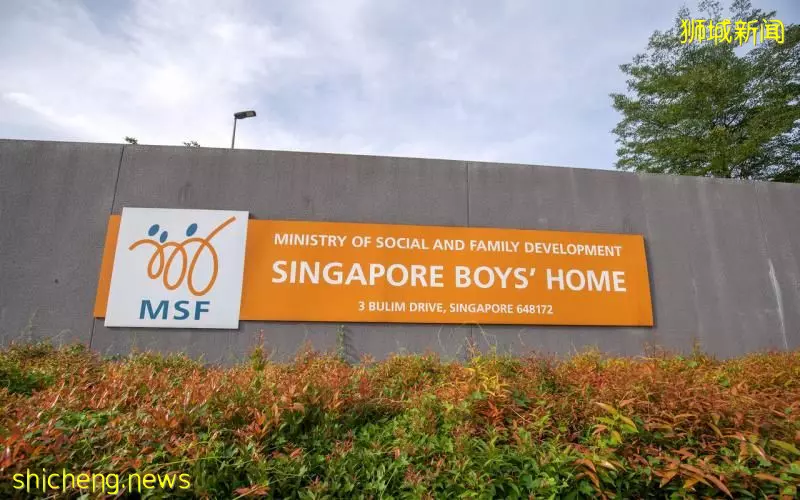 狮城新闻
MINISTRY OF SOCIAL AND FAMILY DEVELOPMENT
SINGAPORE BOYS’ HOME
3 BULIM DRIVE, SINGAPORE 648172
MSF
shicheng.news